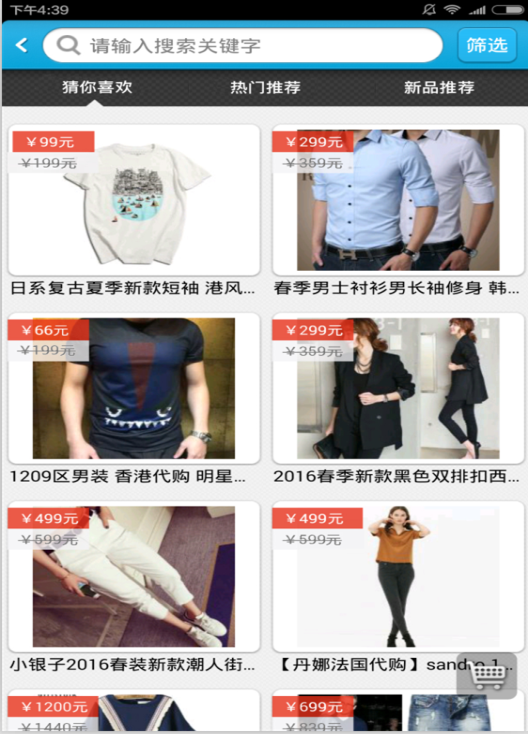 下午4:39
请输入搜索关键字
筛选
猜你喜欢 热门推荐 新品推荐
￥99元
￥199元
￥299元
￥359元
日系复古夏季新款短袖 港风...
春季男士衬衫男长袖修身 韩...
￥66元
￥199元
￥299元
￥359元
1209区男装 香港代购 明星...
2016春季新款黑色双排扣西...
￥499元
￥599元
￥499元
￥599元
小银子2016春装新款潮人街...
【丹娜法国代购】sandro 1...
￥1200元
￥1440元
￥699元
￥839元